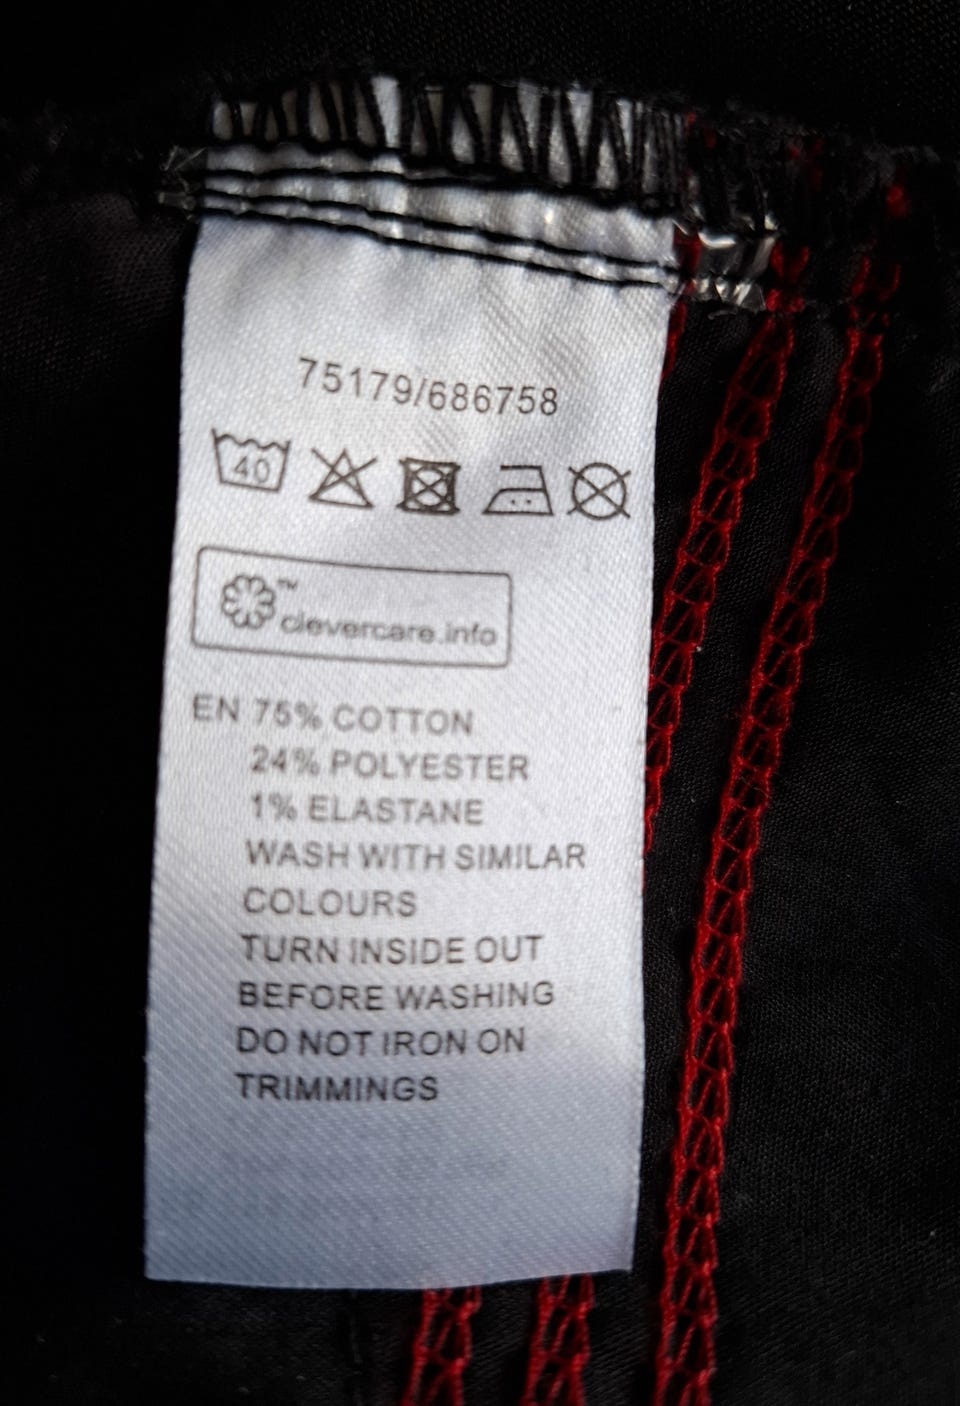 75179/686758
40
™
clevercare.info
EN 75% COTTON
24% POLYESTER
1% ELASTANE
WASH WITH SIMILAR
COLOURS
TURN INSIDE OUT
BEFORE WASHING
DO NOT IRON ON
TRIMMINGS